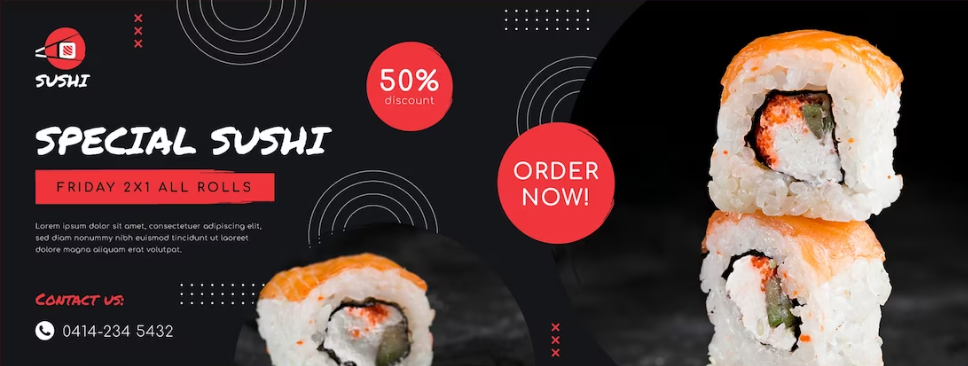 SUSHI
SPECIAL SUSHI
FRIDAY 2X1 ALL ROLLS
Lorem ipsum dolor sit amet, consectetuer adipiscing elit,
sed diam nonummy nibh euismod tincidunt ut laoreet
dolore magna aliquam erat volutpat.
CONTACT US:
0414-234 5432
50%
discount
ORDER
NOW!